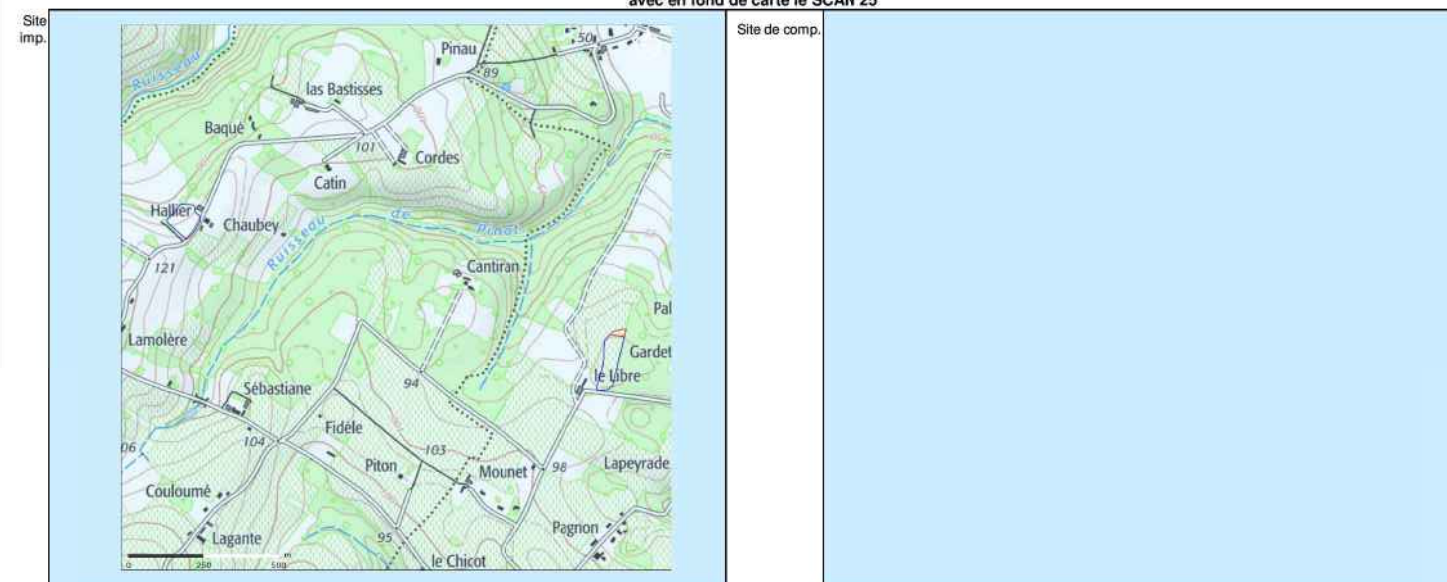 avec en fond de carte le SCAN 25
Site
imp.
Site de comp.
Ruisseau
Pinau
50
89
las Bastisses
Baqué
101
Cordes
Catin
Hallier
Chaubey
Ruisseau de Pinot
121
Cantiran
Pal
Lamolère
Gardet
le Libre
94
Sébastiane
Fidèle
104
06
103
Piton
Mounet
98
Lapeyrade
Couloumé
Lagante
95
Pagnon
le Chicot
0 250 500 m